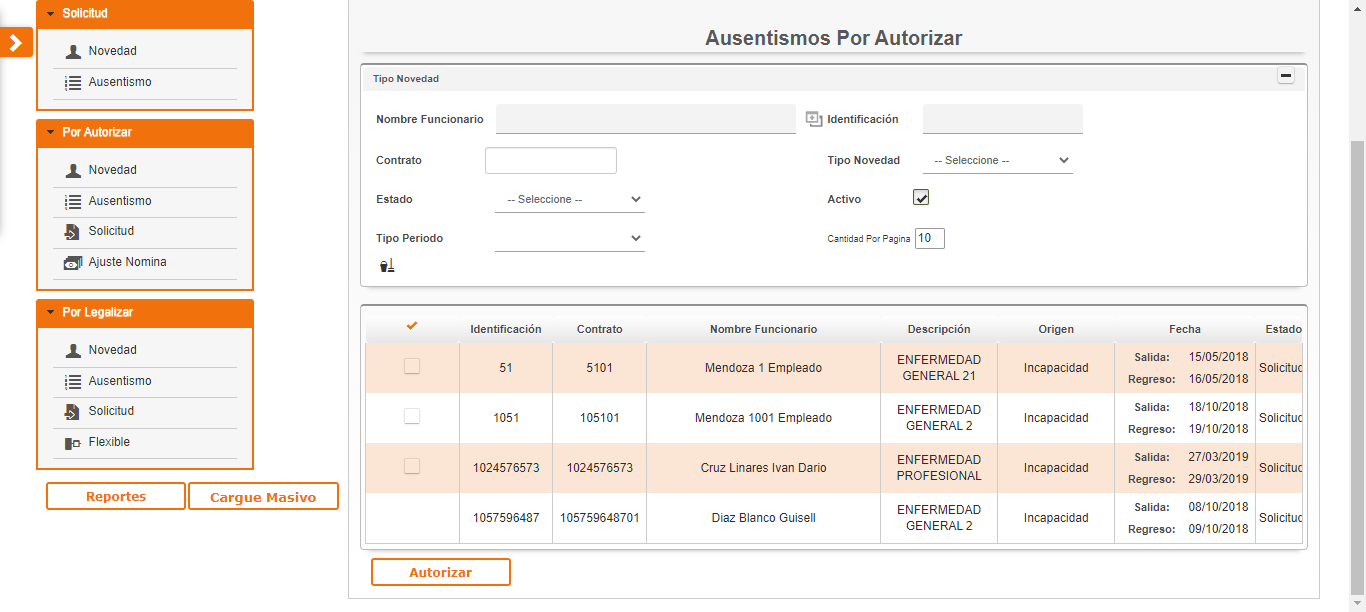 Solicitud
Novedad
Ausentismo
Por Autorizar
Novedad
Ausentismo
Solicitud
Ajuste Nomina
Por Legalizar
Novedad
Ausentismo
Solicitud
Flexible
Reportes
Cargue Masivo
Ausentismos Por Autorizar
Tipo Novedad
Nombre Funcionario
Identificación
Contrato
Tipo Novedad -- Seleccione --
Estado -- Seleccione --
Activo
Tipo Periodo
Cantidad Por Pagina 10
Identificación Contrato Nombre Funcionario Descripción Origen Fecha Estado
51 5101 Mendoza 1 Empleado ENFERMEDAD GENERAL 21 Incapacidad Salida: 15/05/2018 Regreso: 16/05/2018 Solicitud
1051 105101 Mendoza 1001 Empleado ENFERMEDAD GENERAL 2 Incapacidad Salida: 18/10/2018 Regreso: 19/10/2018 Solicitud
1024576573 1024576573 Cruz Linares Ivan Dario ENFERMEDAD PROFESIONAL Incapacidad Salida: 27/03/2019 Regreso: 29/03/2019 Solicitud
1057596487 105759648701 Diaz Blanco Guisell ENFERMEDAD GENERAL 2 Incapacidad Salida: 08/10/2018 Regreso: 09/10/2018 Solicitud
Autorizar